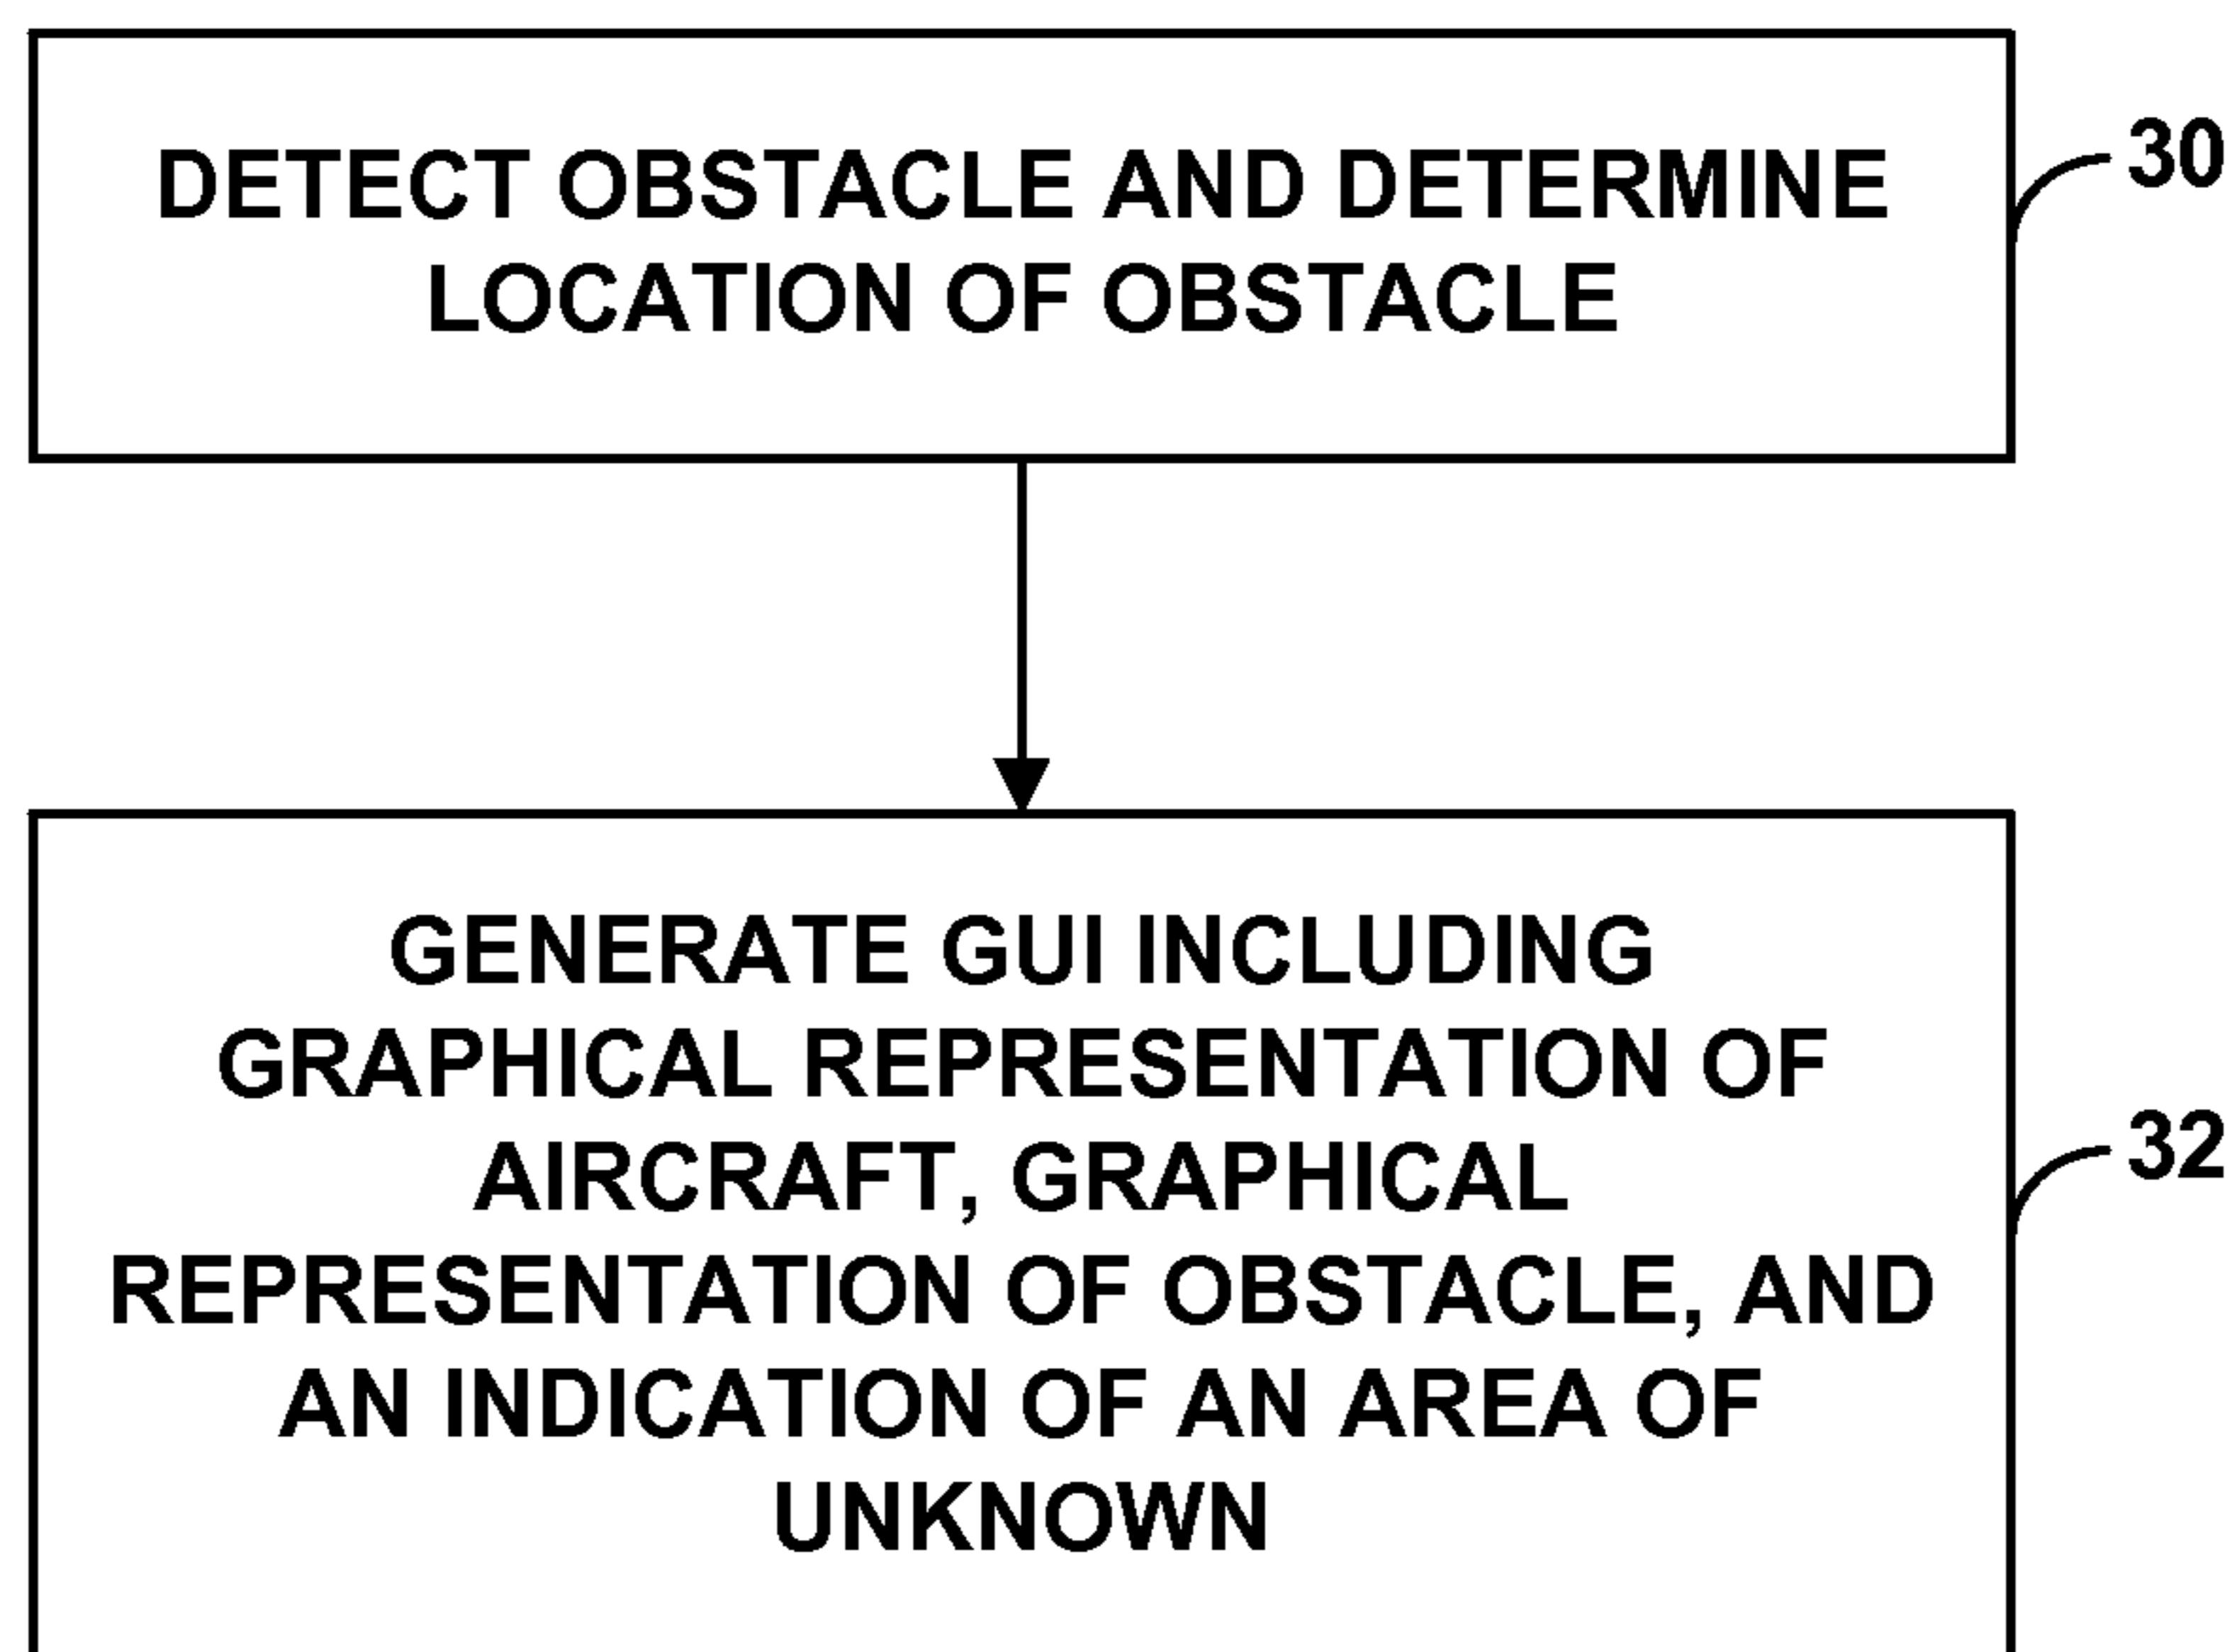 DETECT OBSTACLE AND DETERMINE
LOCATION OF OBSTACLE
30
GENERATE GUI INCLUDING
GRAPHICAL REPRESENTATION OF
AIRCRAFT, GRAPHICAL
REPRESENTATION OF OBSTACLE, AND
AN INDICATION OF AN AREA OF
UNKNOWN
32